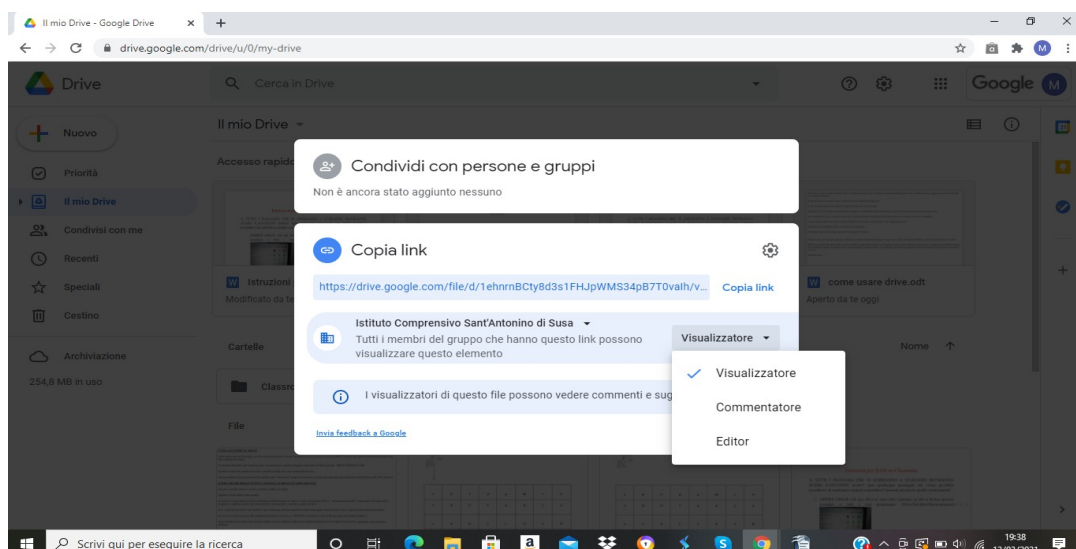 Il mio Drive - Google Drive
drive.google.com/drive/u/0/my-drive
M
Drive
Cerca in Drive
Google
M
Nuovo
Il mio Drive
Accesso rapido
Priorità
Il mio Drive
Condivisi con me
Recenti
Speciali
Cestino
Archiviazione
254,8 MB in uso
Condividi con persone e gruppi
Non è ancora stato aggiunto nessuno
Copia link
https://drive.google.com/file/d/1ehnrnBCty8d3s1FHJpWMS34pB7T0vaIh/v...
Copia link
Istituto Comprensivo Sant'Antonino di Susa
Tutti i membri del gruppo che hanno questo link possono
visualizzare questo elemento
Visualizzatore
Visualizzatore
Commentatore
Editor
I visualizzatori di questo file possono vedere commenti e sug
Invia feedback a Google
W Istruzioni
Modificato da te
W come usare drive.odt
Aperto da te oggi
Cartelle
Nome
Classro
File
Scrivi qui per eseguire la ricerca
19:38